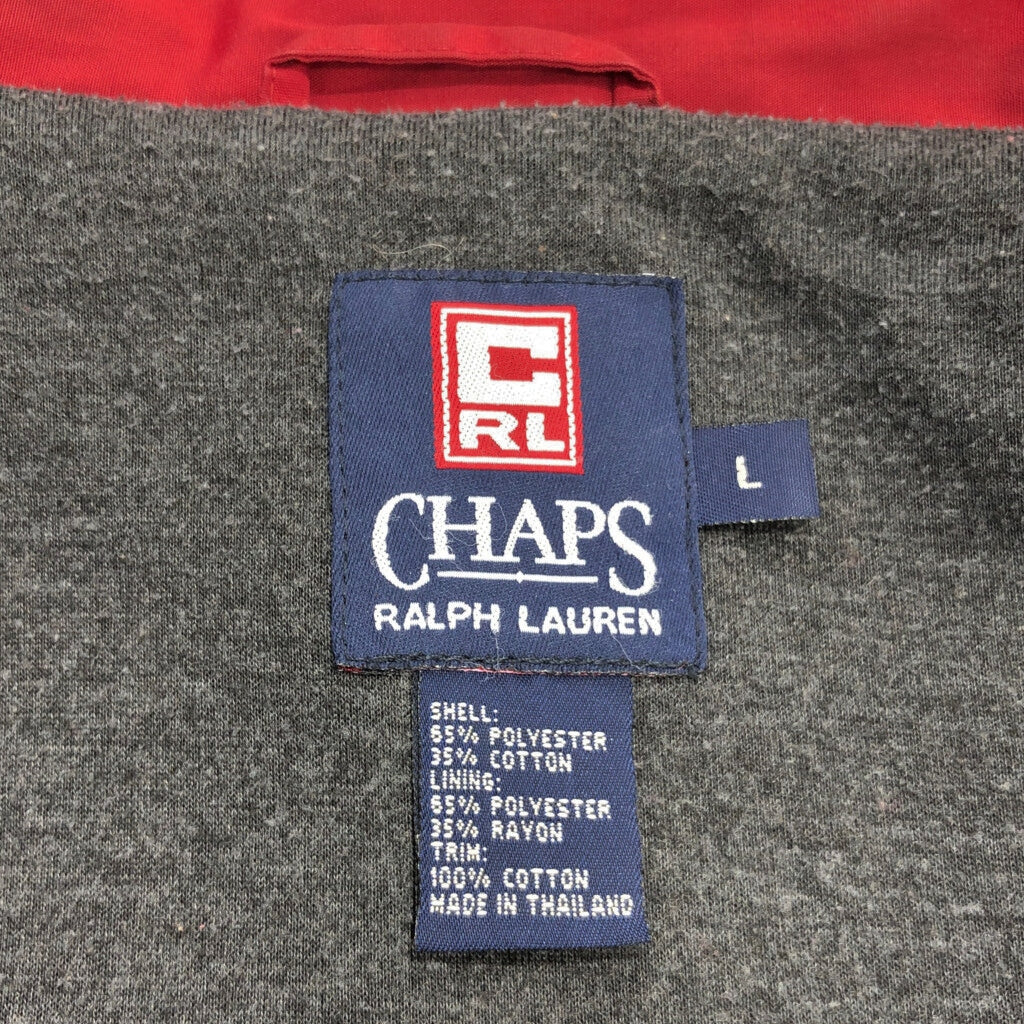 C
RL
CHAPS
RALPH LAUREN
L
SHELL:
65% POLYESTER
35% COTTON
LINING:
65% POLYESTER
35% RAYON
TRIM:
100% COTTON
MADE IN THAILAND